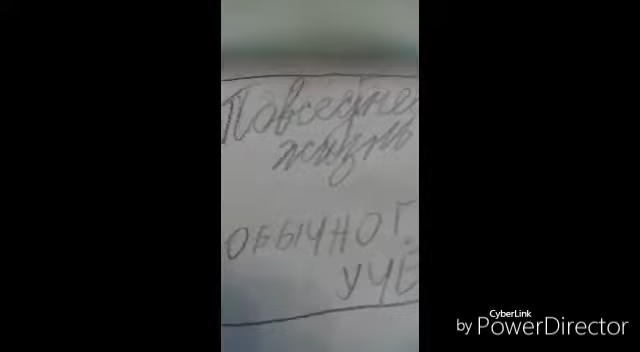 Повседне
жизнь
ОБЫЧНОГ
УЧЕ
CyberLink
by PowerDirector